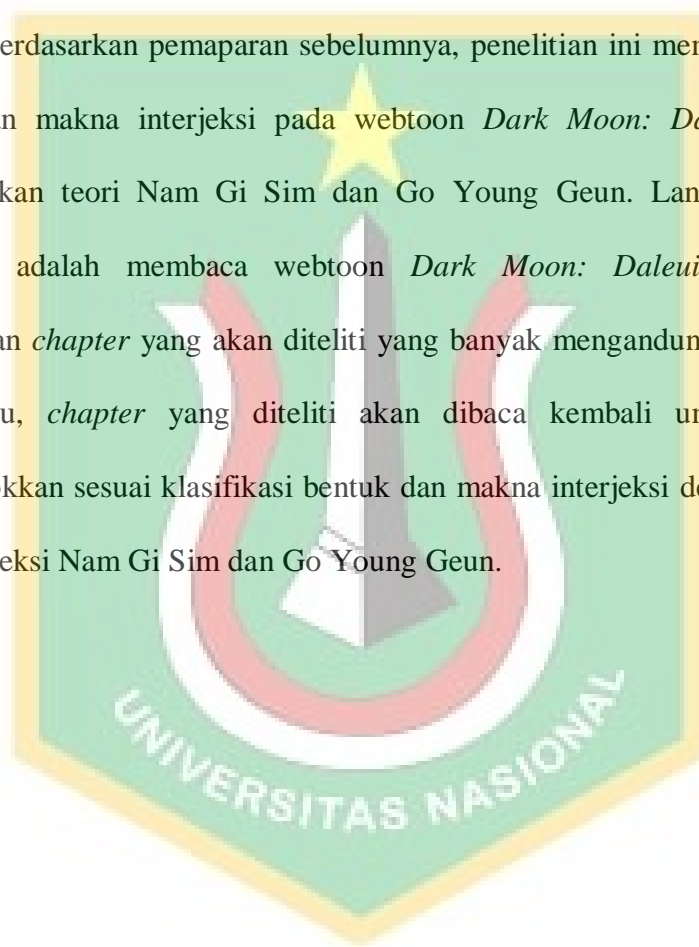 erdasarkan pemaparan sebelumnya, penelitian ini mer
n makna interjeksi pada webtoon Dark Moon: Da
kan teori Nam Gi Sim dan Go Young Geun. Lan
adalah membaca webtoon Dark Moon: Daleui
an chapter yang akan diteliti yang banyak mengandun
u, chapter yang diteliti akan dibaca kembali un
okkan sesuai klasifikasi bentuk dan makna interjeksi de
eksi Nam Gi Sim dan Go Young Geun.
UNIVERSITAS NASIONAL